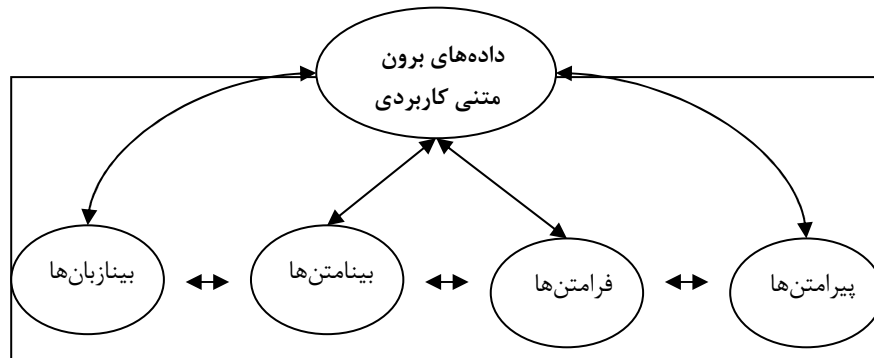 داده‌های برون
متنی کاربردی
پیرامتن‌ها
فرامتن‌ها
بینامتن‌ها
بینازبان‌ها